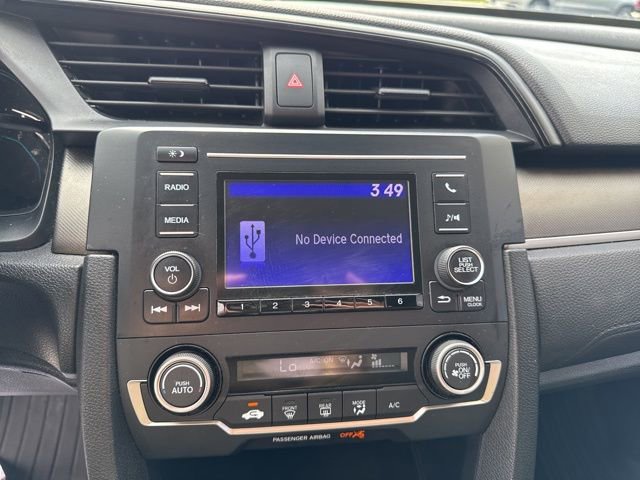 3 49
RADIO
MEDIA
No Device Connected
VOL
LIST
PUSH
SELECT
1 2 3 4 5 6
MENU
CLOCK
A/C ON
Lo
PUSH
AUTO
PUSH
ON/
OFF
FRONT
REAR
MODE
A/C
PASSENGER AIRBAG OFF